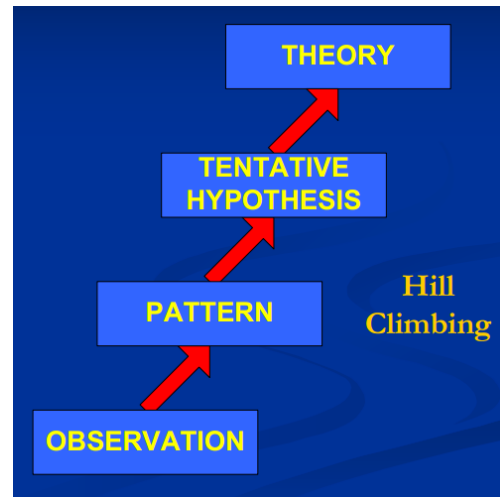 THEORY
TENTATIVE
HYPOTHESIS
PATTERN
Hill
Climbing
OBSERVATION